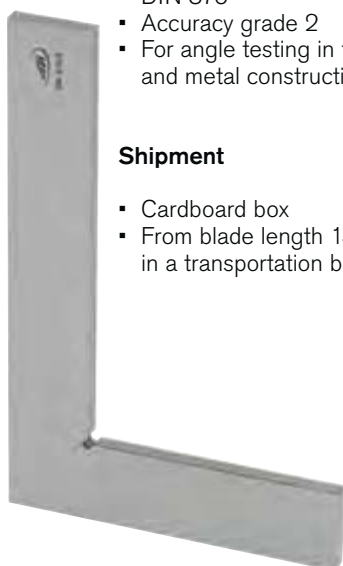 DIN 875
▪ Accuracy grade 2
▪ For angle testing in
and metal constructi
Shipment
▪ Cardboard box
▪ From blade length
in a transportation b